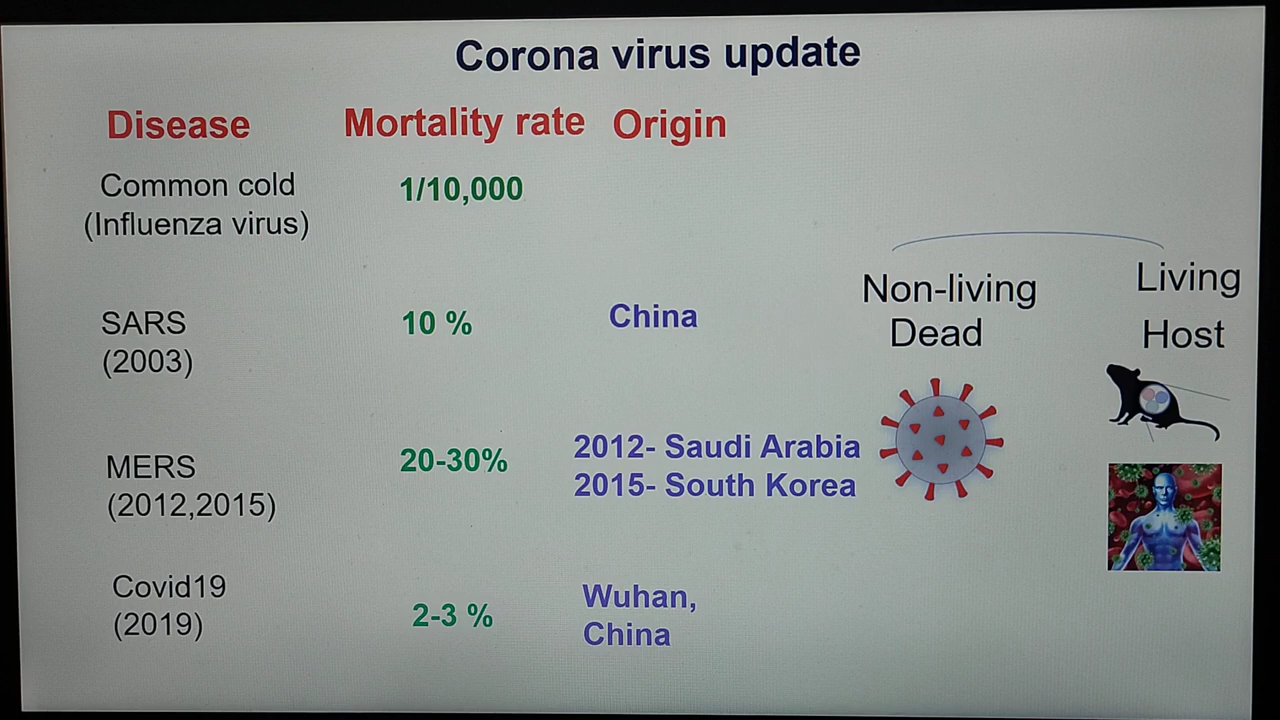 Corona virus update
Disease Mortality rate Origin
Common cold 1/10,000
(Influenza virus)
SARS 10 % China
(2003)
MERS 20-30% 2012- Saudi Arabia
(2012,2015) 2015- South Korea
Covid19 2-3 % Wuhan,
(2019) China
Non-living Living
Dead Host